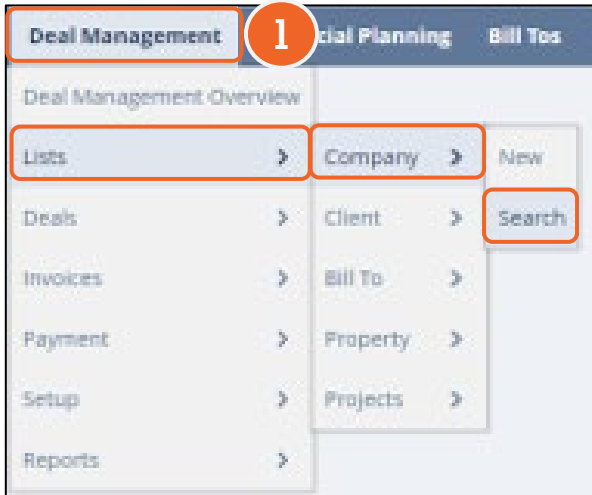 Deal Management 1 cial Planning Bill Tos
Deal Management Overview
Lists Company New
Deals Client Search
Invoices Bill To
Payment Property
Setup Projects
Reports